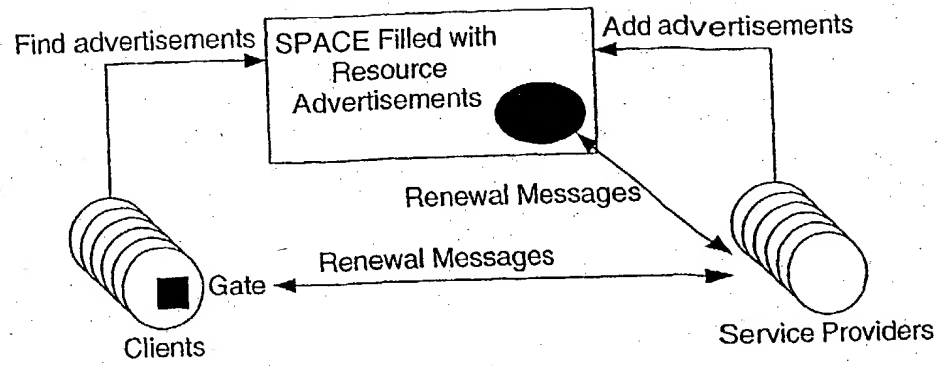 Find advertisements
SPACE Filled with
Resource
Advertisements
Add advertisements
Renewal Messages
Renewal Messages
Gate
Clients
Service Providers